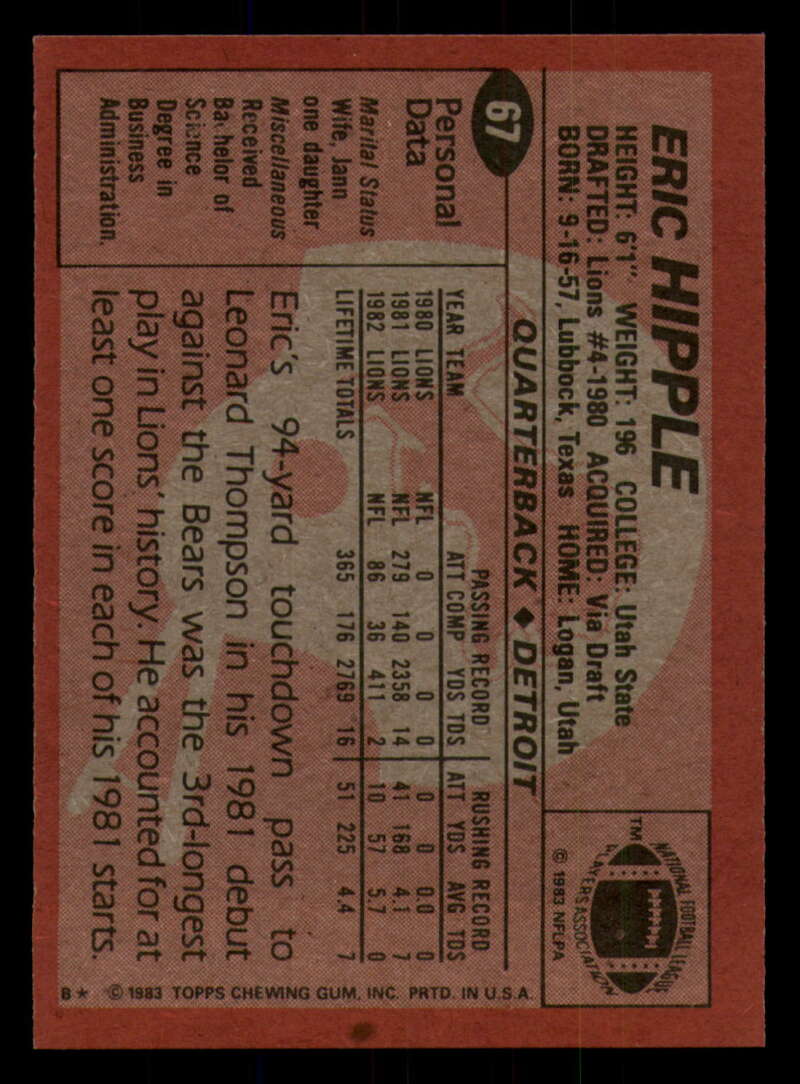 ERIC HIPPLE
HEIGHT: 6'1" WEIGHT: 196 COLLEGE: Utah State
DRAFTED: Lions #4-1980 ACQUIRED: Via Draft
BORN: 9-16-57, Lubbock, Texas HOME: Logan, Utah
NATIONAL FOOTBALL LEAGUE
PLAYERS ASSOCIATION
TM
© 1983 NFLPA
67
QUARTERBACK ♦ DETROIT
Personal
Data
Marital Status
Wife, Jann
one daughter
Miscellaneous
Received
Bachelor of
Science
Degree in
Business
Administration.
PASSING RECORD RUSHING RECORD
YEAR TEAM ATT COMP YDS TDS ATT YDS AVG TDS
1980 LIONS NFL 0 0 0 0 0 0 0.0 0
1981 LIONS NFL 279 140 2358 14 41 168 4.1 7
1982 LIONS NFL 86 36 411 2 10 57 5.7 0
LIFETIME TOTALS 365 176 2769 16 51 225 4.4 7
Eric's 94-yard touchdown pass to
Leonard Thompson in his 1981 debut
against the Bears was the 3rd-longest
play in Lions' history. He accounted for at
least one score in each of his 1981 starts.
B★ © 1983 TOPPS CHEWING GUM, INC. PRTD. IN U.S.A.